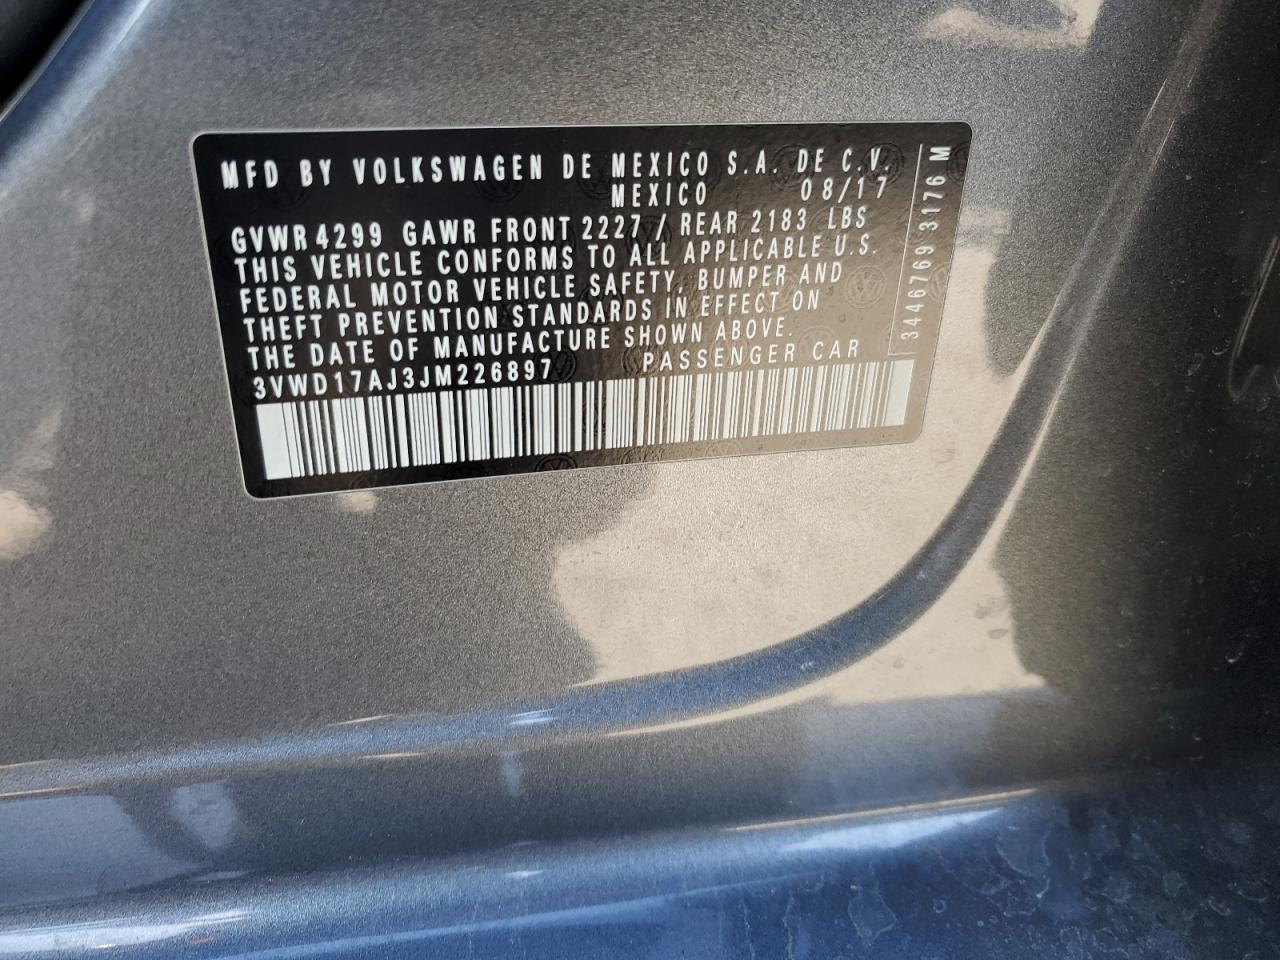 MFD BY VOLKSWAGEN DE MEXICO S.A. DE C.V.
MEXICO 08/17
GVWR 4299 GAWR FRONT 2227 / REAR 2183 LBS
THIS VEHICLE CONFORMS TO ALL APPLICABLE U.S.
FEDERAL MOTOR VEHICLE SAFETY, BUMPER AND
THEFT PREVENTION STANDARDS IN EFFECT ON
THE DATE OF MANUFACTURE SHOWN ABOVE.
3VWD17AJ3JM226897 PASSENGER CAR
3446769 3176 M